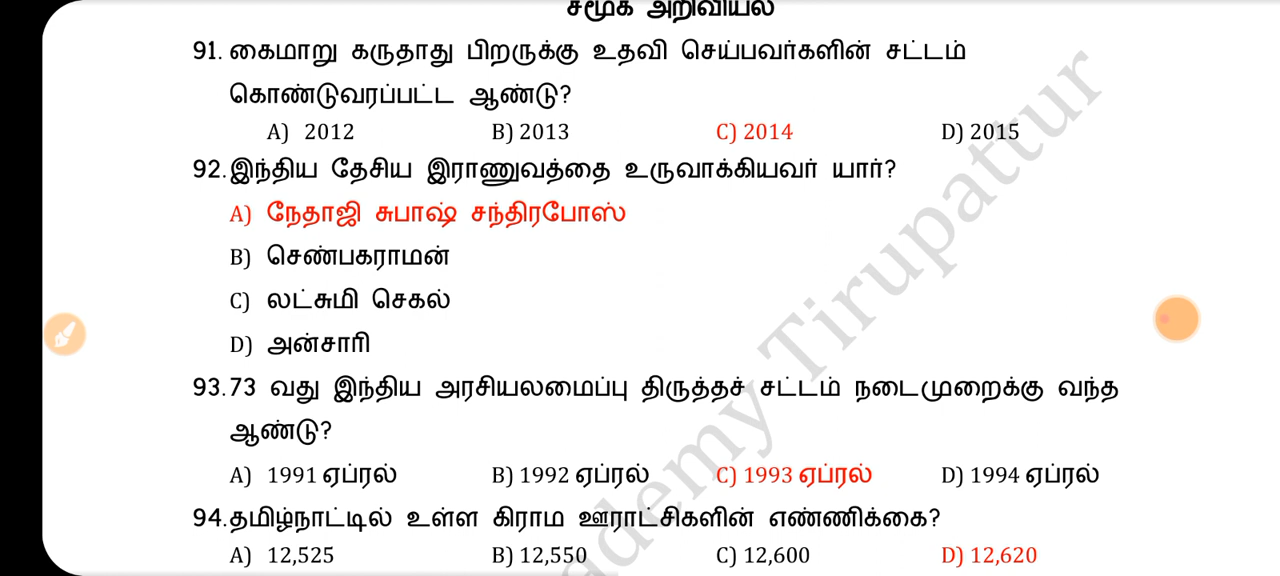 சமூக அறிவியல்
91. கைமாறு கருதாது பிறருக்கு உதவி செய்பவர்களின் சட்டம்
கொண்டுவரப்பட்ட ஆண்டு?
A) 2012 B) 2013 C) 2014 D) 2015
92. இந்திய தேசிய இராணுவத்தை உருவாக்கியவர் யார்?
A) நேதாஜி சுபாஷ் சந்திரபோஸ்
B) செண்பகராமன்
C) லட்சுமி செகல்
D) அன்சாரி
93. 73 வது இந்திய அரசியலமைப்பு திருத்தச் சட்டம் நடைமுறைக்கு வந்த
ஆண்டு?
A) 1991 ஏப்ரல் B) 1992 ஏப்ரல் C) 1993 ஏப்ரல் D) 1994 ஏப்ரல்
94. தமிழ்நாட்டில் உள்ள கிராம ஊராட்சிகளின் எண்ணிக்கை?
A) 12,525 B) 12,550 C) 12,600 D) 12,620
Tirupattur